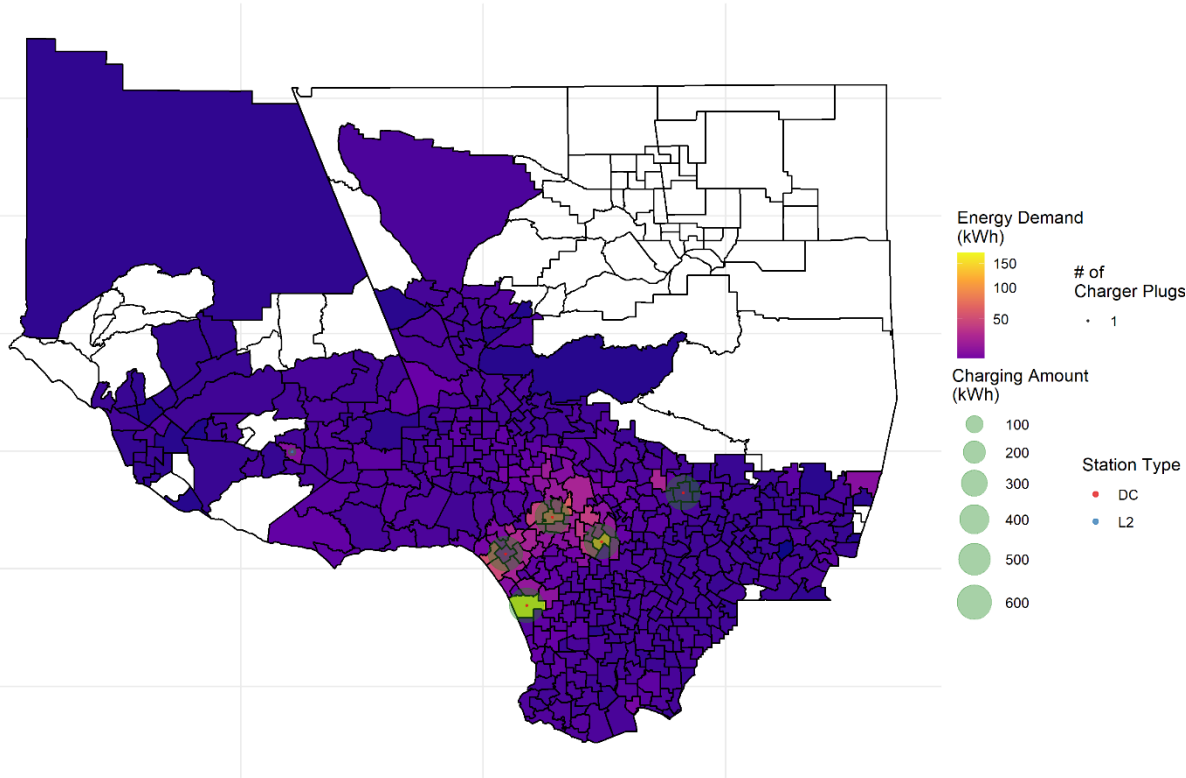 Energy Demand
(kWh)
150
100
50
# of
Charger Plugs
1
Charging Amount
(kWh)
100
200
300
400
500
600
Station Type
DC
L2